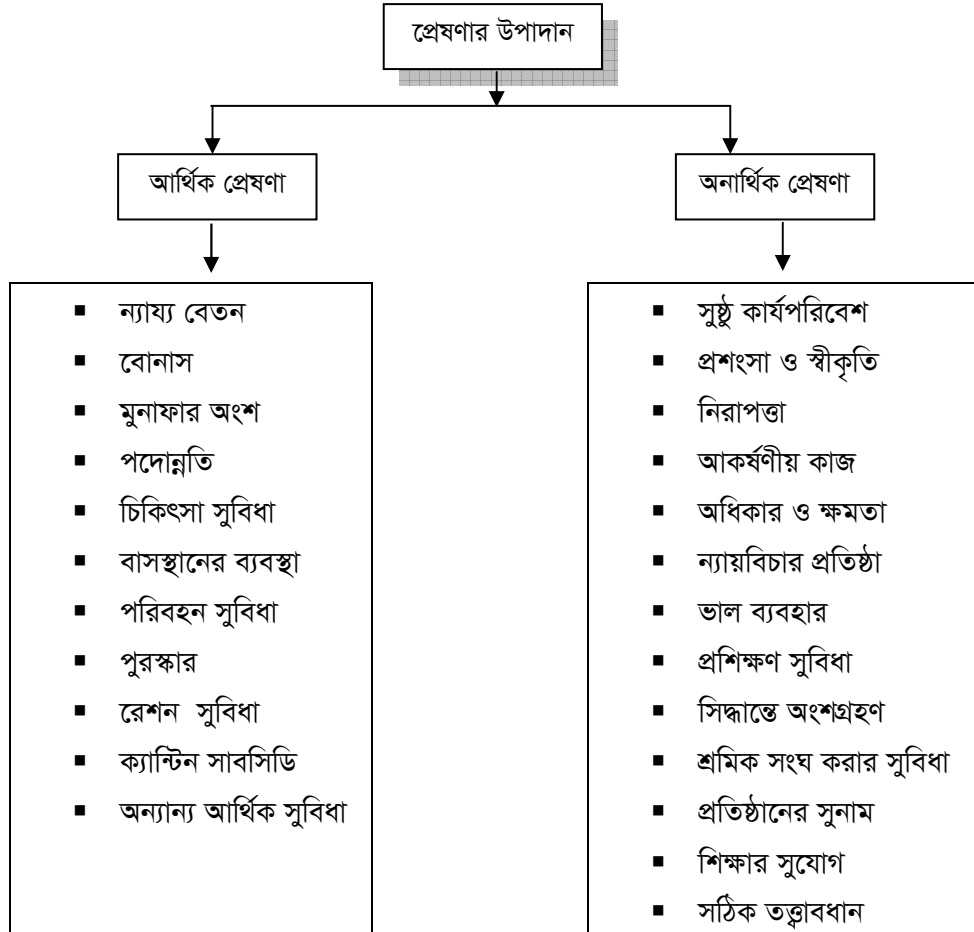 প্রেষণার উপাদান
আর্থিক প্রেষণা
অনার্থিক প্রেষণা
ন্যায্য বেতন
বোনাস
মুনাফার অংশ
পদোন্নতি
চিকিৎসা সুবিধা
বাসস্থানের ব্যবস্থা
পরিবহন সুবিধা
পুরস্কার
রেশন সুবিধা
ক্যান্টিন সাবসিডি
অন্যান্য আর্থিক সুবিধা
সুষ্ঠু কার্যপরিবেশ
প্রশংসা ও স্বীকৃতি
নিরাপত্তা
আকর্ষণীয় কাজ
অধিকার ও ক্ষমতা
ন্যায়বিচার প্রতিষ্ঠা
ভাল ব্যবহার
প্রশিক্ষণ সুবিধা
সিদ্ধান্তে অংশগ্রহণ
শ্রমিক সংঘ করার সুবিধা
প্রতিষ্ঠানের সুনাম
শিক্ষার সুযোগ
সঠিক তত্ত্বাবধান